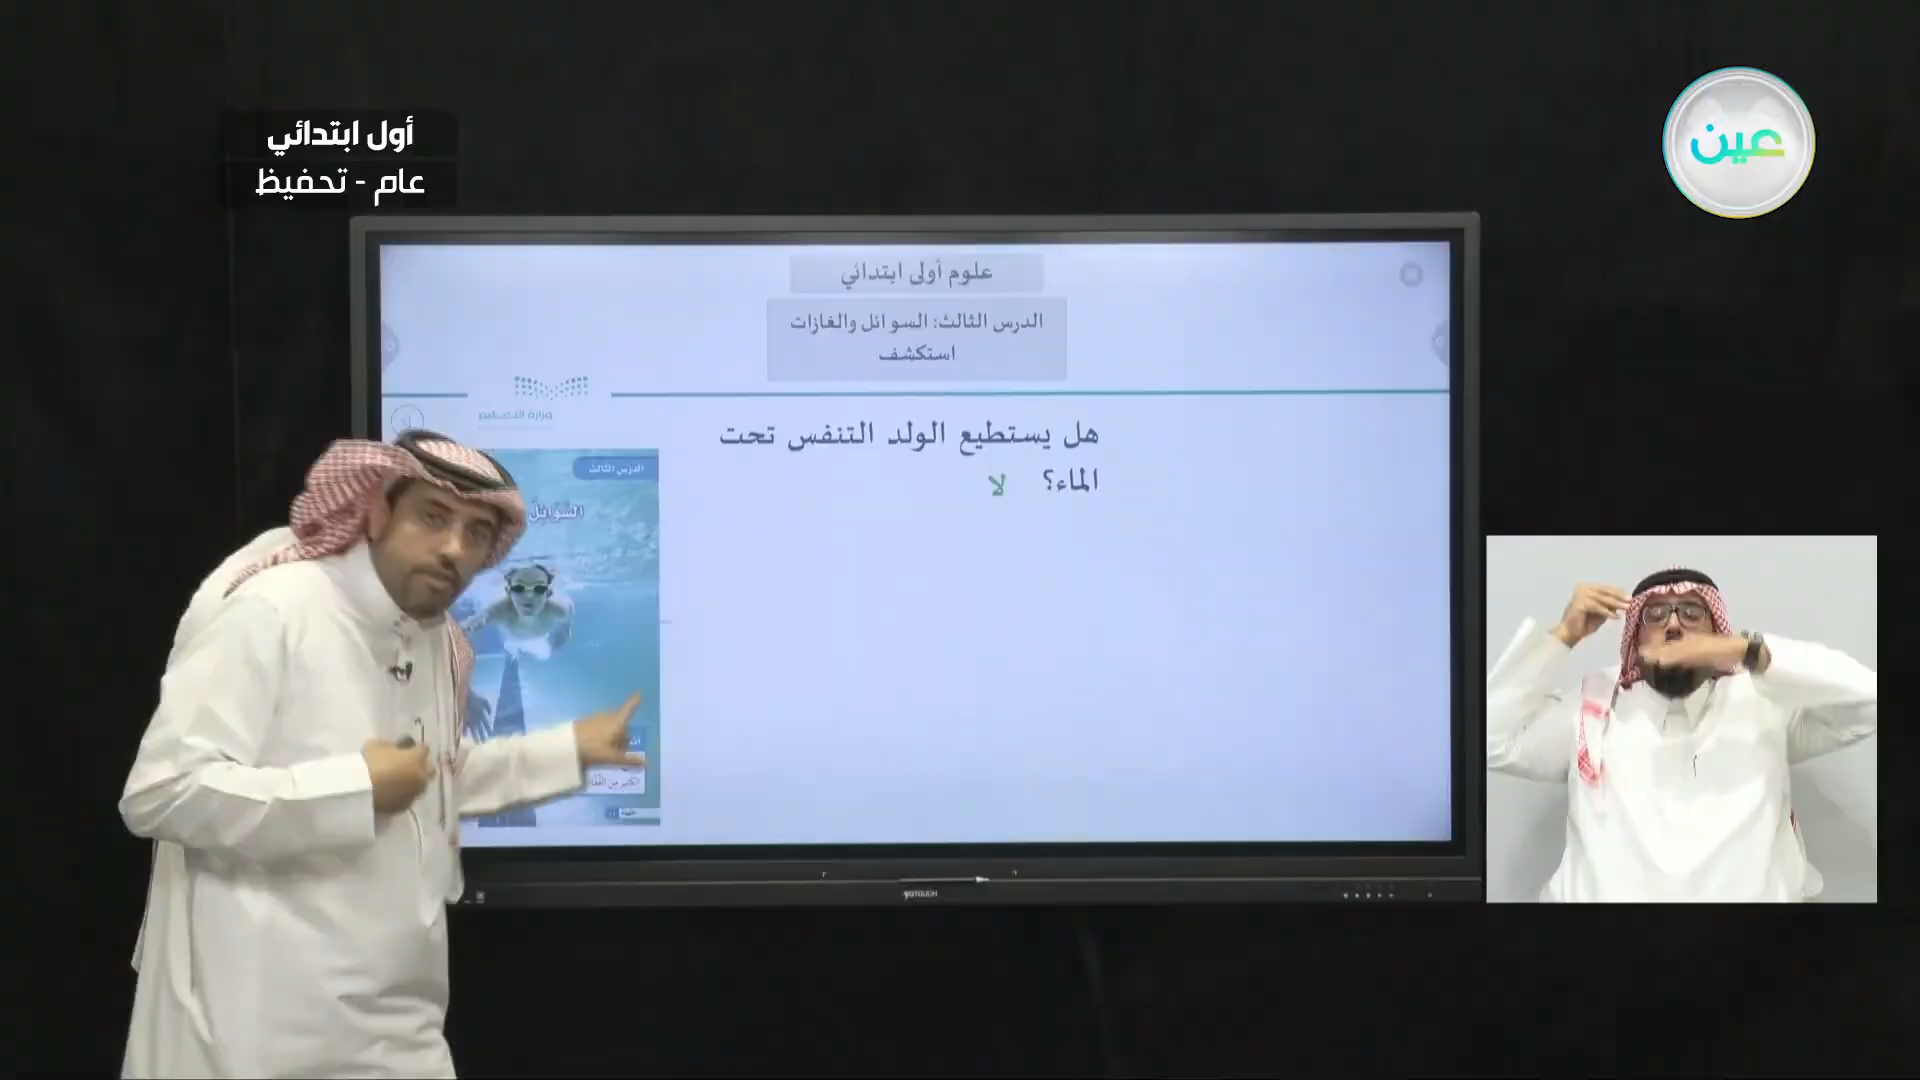 أول ابتدائي
عام - تحفيظ
عين
علوم أولى ابتدائي
الدرس الثالث: السوائل والغازات
استكشف
وزارة التعليم
هل يستطيع الولد التنفس تحت
الماء؟ لا
الدرس الثالث
السوائل